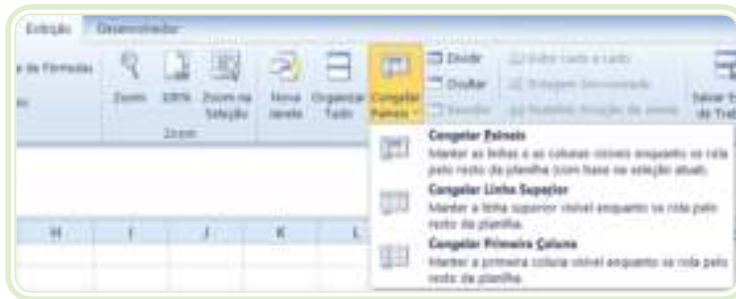 Exibição Desenvolvedor
a de Fórmulas
Zoom 100% Zoom na Seleção Nova Janela Organizar Tudo Congelar Painéis Dividir
Ocultar
Zoom
Salvar
de Trab
Congelar Painéis
Manter as linhas e as colunas visíveis enquanto se rola
pelo resto da planilha (com base na seleção atual).
Congelar Linha Superior
Manter a linha superior visível enquanto se rola pelo
resto da planilha.
Congelar Primeira Coluna
Manter a primeira coluna visível enquanto se rola pelo
resto da planilha.
H I J K L